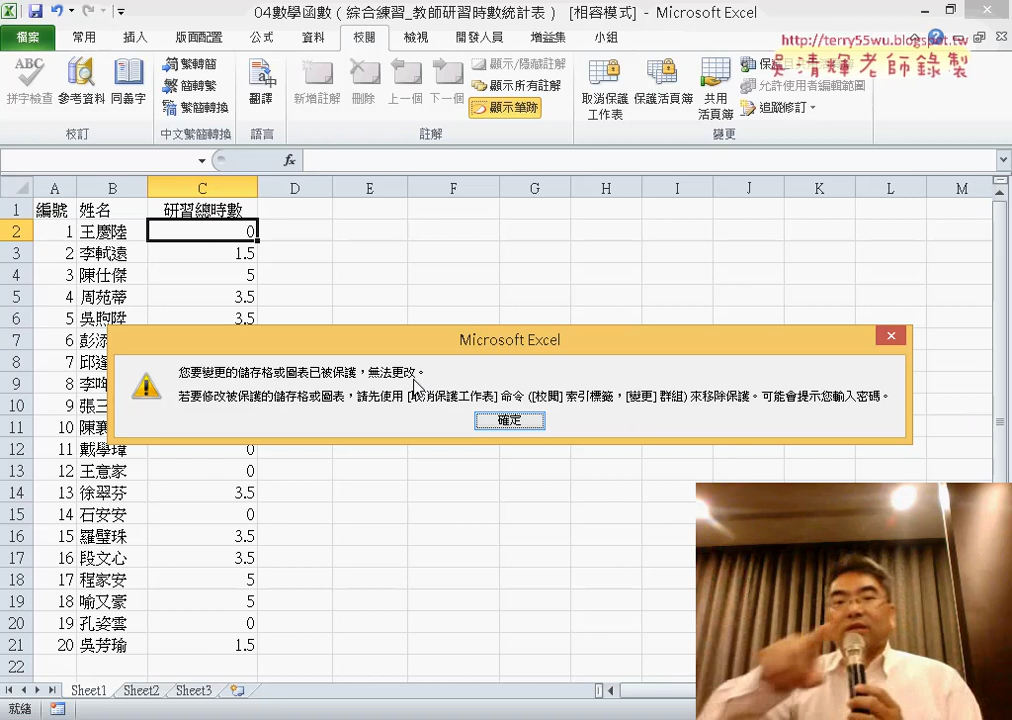 04數學函數（綜合練習_教師研習時數統計表） [相容模式] - Microsoft Excel
檔案 常用 插入 版面配置 公式 資料 校閱 檢視 開發人員 增益集 小組
http://terry55wu.blogspot.tw
吳清輝老師錄製
ABC 拼字檢查 參考資料 同義字
繁轉簡
簡轉繁
繁簡轉換
翻譯
新增註解 刪除 上一個 下一個
顯示/隱藏註解
顯示所有註解
顯示筆跡
取消保護工作表 保護活頁簿 共用活頁簿
允許使用者編輯範圍
追蹤修訂
校訂 中文繁簡轉換 語言 註解 變更
fx
A B C D E F G H I J K L M
1 編號 姓名 研習總時數
2 1 王慶陸 0
3 2 李軾遠 1.5
4 3 陳仕傑 5
5 4 周苑蒂 3.5
6 5 吳煦陞 3.5
7 6
8 7
9 8
10 9 張三
11 10
12 11 戴學瑋 0
13 12 王意家 0
14 13 徐翠芬 3.5
15 14 石安安 0
16 15 羅璧珠 3.5
17 16 段文心 3.5
18 17 程家安 5
19 18 喻又豪 5
20 19 孔姿雲 0
21 20 吳芳瑜 1.5
22
Microsoft Excel
您要變更的儲存格或圖表已被保護，無法更改。
若要修改被保護的儲存格或圖表，請先使用 [取消保護工作表] 命令 ([校閱] 索引標籤，[變更] 群組) 來移除保護。可能會提示您輸入密碼。
確定
Sheet1 Sheet2 Sheet3
就緒